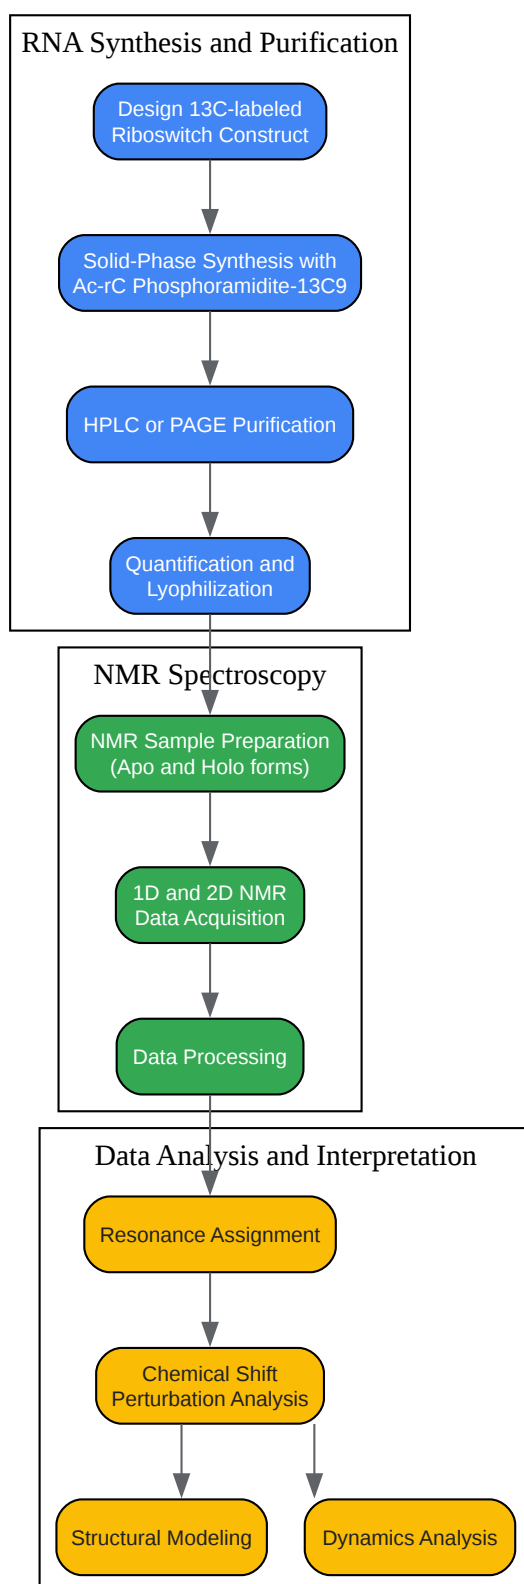 RNA Synthesis and Purification
Design 13C-labeled
Riboswitch Construct
Solid-Phase Synthesis with
Ac-rC Phosphoramidite-13C9
HPLC or PAGE Purification
Quantification and
Lyophilization
NMR Spectroscopy
NMR Sample Preparation
(Apo and Holo forms)
1D and 2D NMR
Data Acquisition
Data Processing
Data Analysis and Interpretation
Resonance Assignment
Chemical Shift
Perturbation Analysis
Structural Modeling
Dynamics Analysis